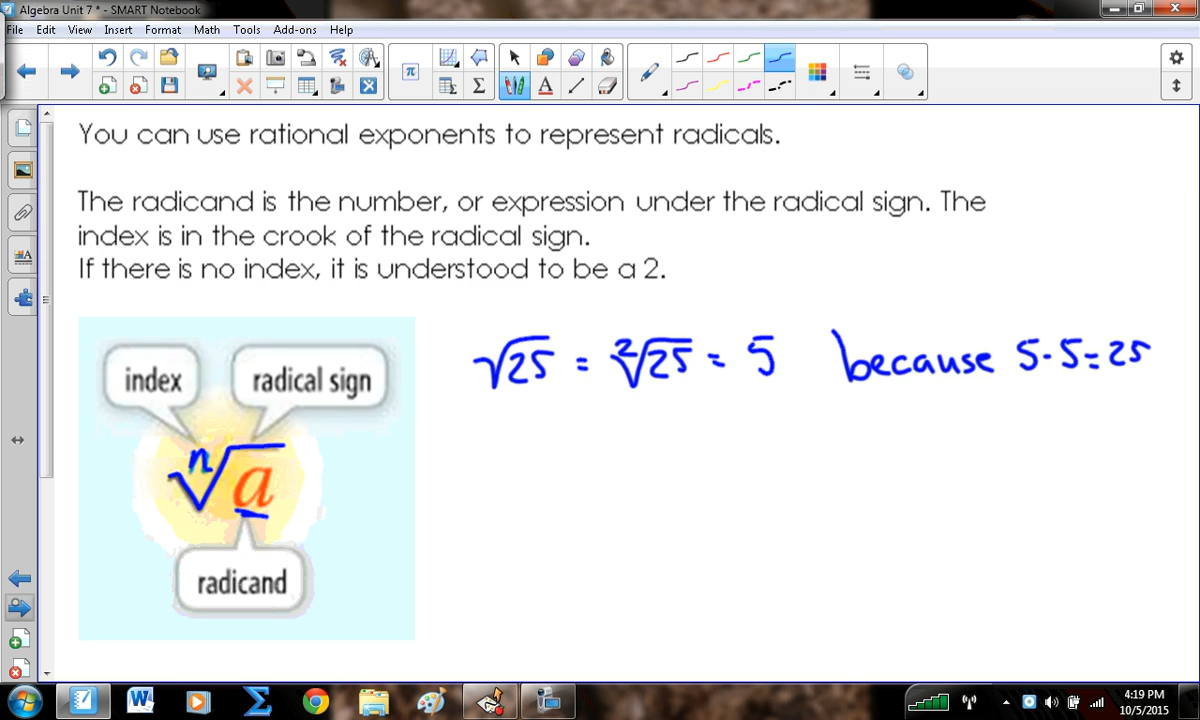 Algebra Unit 7 * - SMART Notebook
File Edit View Insert Format Math Tools Add-ons Help
You can use rational exponents to represent radicals.
The radicand is the number, or expression under the radical sign. The
index is in the crook of the radical sign.
If there is no index, it is understood to be a 2.
√25 = ²√25 = 5 because 5·5=25
index
radical sign
ⁿ√a
radicand
4:19 PM
10/5/2015